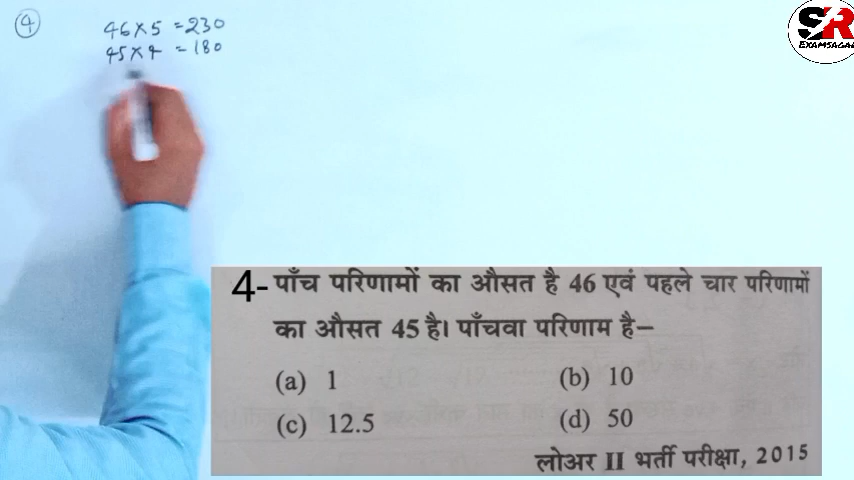 ④ 46×5 =230
45×4 =180
SR
EXAMSAGAR
4- पाँच परिणामों का औसत है 46 एवं पहले चार परिणामों
का औसत 45 है। पाँचवा परिणाम है–
(a) 1 (b) 10
(c) 12.5 (d) 50
लोअर II भर्ती परीक्षा, 2015